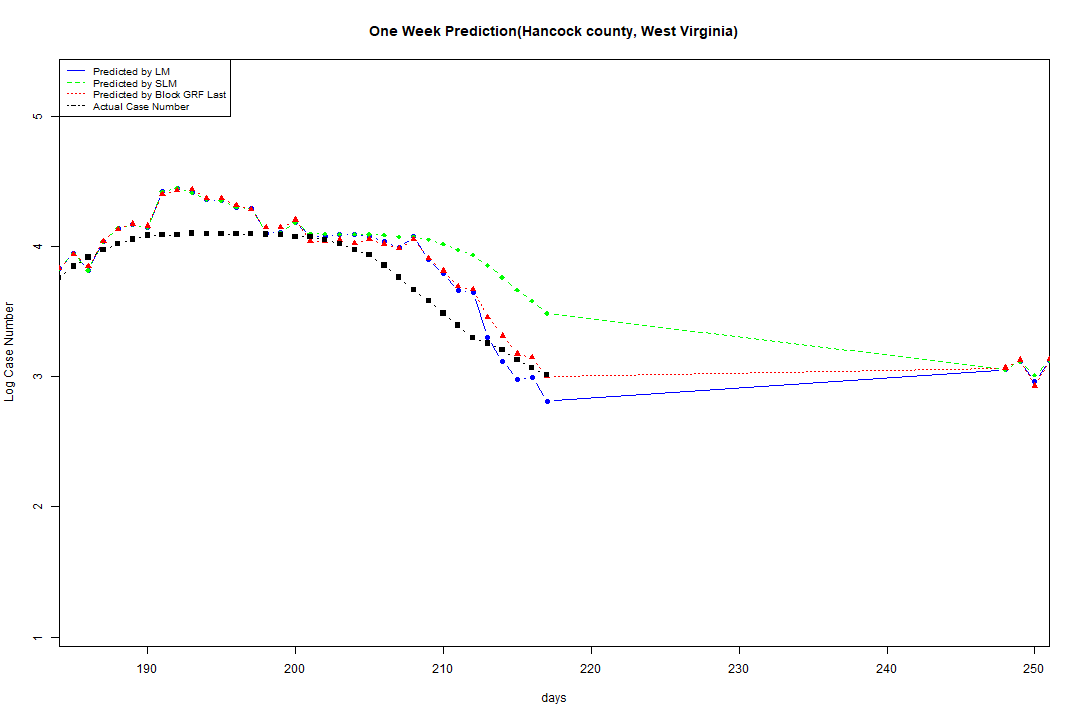 One Week Prediction(Hancock county, West Virginia)
Predicted by LM
Predicted by SLM
Predicted by Block GRF Last
Actual Case Number
5
4
3
2
1
Log Case Number
190 200 210 220 230 240 250
days